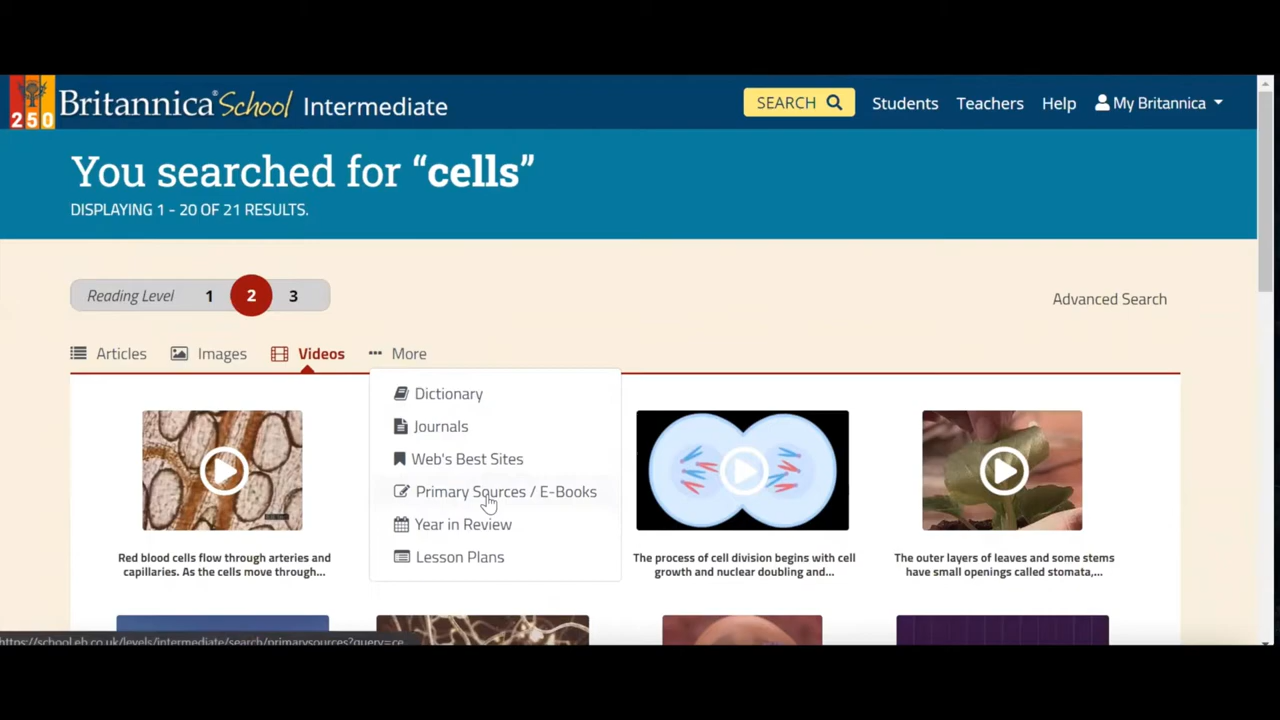 250 Britannica® School Intermediate SEARCH Students Teachers Help My Britannica
You searched for “cells”
DISPLAYING 1 - 20 OF 21 RESULTS.
Reading Level 1 2 3
Advanced Search
Articles Images Videos More
Dictionary
Journals
Web's Best Sites
Primary Sources / E-Books
Year in Review
Lesson Plans
Red blood cells flow through arteries and
capillaries. As the cells move through...
The process of cell division begins with cell
growth and nuclear doubling and...
The outer layers of leaves and some stems
have small openings called stomata,...
https://school.eb.co.uk/levels/intermediate/search/primarysources?query=ce...